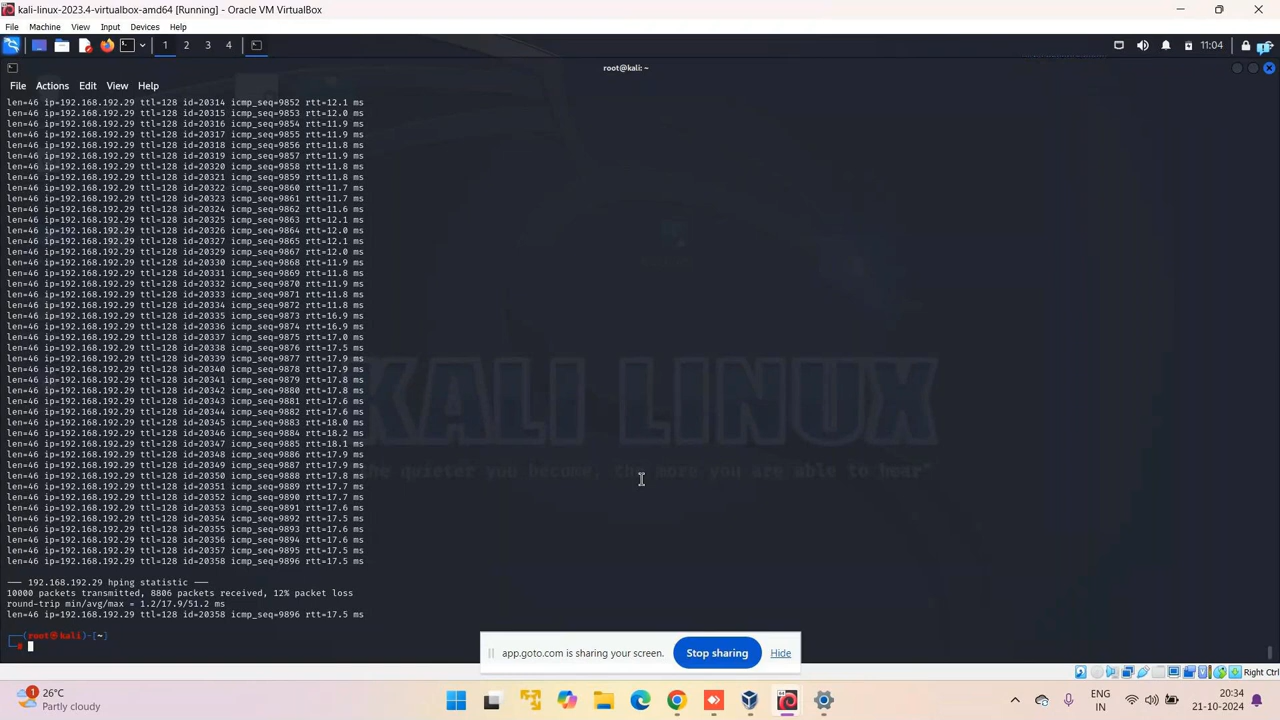 kali-linux-2023.4-virtualbox-amd64 [Running] - Oracle VM VirtualBox
File Machine View Input Devices Help
1 2 3 4 11:04
root@kali: ~
File Actions Edit View Help
len=46 ip=192.168.192.29 ttl=128 id=20314 icmp_seq=9852 rtt=12.1 ms
len=46 ip=192.168.192.29 ttl=128 id=20315 icmp_seq=9853 rtt=12.0 ms
len=46 ip=192.168.192.29 ttl=128 id=20316 icmp_seq=9854 rtt=11.9 ms
len=46 ip=192.168.192.29 ttl=128 id=20317 icmp_seq=9855 rtt=11.9 ms
len=46 ip=192.168.192.29 ttl=128 id=20318 icmp_seq=9856 rtt=11.8 ms
len=46 ip=192.168.192.29 ttl=128 id=20319 icmp_seq=9857 rtt=11.9 ms
len=46 ip=192.168.192.29 ttl=128 id=20320 icmp_seq=9858 rtt=11.8 ms
len=46 ip=192.168.192.29 ttl=128 id=20321 icmp_seq=9859 rtt=11.8 ms
len=46 ip=192.168.192.29 ttl=128 id=20322 icmp_seq=9860 rtt=11.7 ms
len=46 ip=192.168.192.29 ttl=128 id=20323 icmp_seq=9861 rtt=11.7 ms
len=46 ip=192.168.192.29 ttl=128 id=20324 icmp_seq=9862 rtt=11.6 ms
len=46 ip=192.168.192.29 ttl=128 id=20325 icmp_seq=9863 rtt=12.1 ms
len=46 ip=192.168.192.29 ttl=128 id=20326 icmp_seq=9864 rtt=12.0 ms
len=46 ip=192.168.192.29 ttl=128 id=20327 icmp_seq=9865 rtt=12.1 ms
len=46 ip=192.168.192.29 ttl=128 id=20329 icmp_seq=9867 rtt=12.0 ms
len=46 ip=192.168.192.29 ttl=128 id=20330 icmp_seq=9868 rtt=11.9 ms
len=46 ip=192.168.192.29 ttl=128 id=20331 icmp_seq=9869 rtt=11.8 ms
len=46 ip=192.168.192.29 ttl=128 id=20332 icmp_seq=9870 rtt=11.9 ms
len=46 ip=192.168.192.29 ttl=128 id=20333 icmp_seq=9871 rtt=11.8 ms
len=46 ip=192.168.192.29 ttl=128 id=20334 icmp_seq=9872 rtt=11.8 ms
len=46 ip=192.168.192.29 ttl=128 id=20335 icmp_seq=9873 rtt=16.9 ms
len=46 ip=192.168.192.29 ttl=128 id=20336 icmp_seq=9874 rtt=16.9 ms
len=46 ip=192.168.192.29 ttl=128 id=20337 icmp_seq=9875 rtt=17.0 ms
len=46 ip=192.168.192.29 ttl=128 id=20338 icmp_seq=9876 rtt=17.5 ms
len=46 ip=192.168.192.29 ttl=128 id=20339 icmp_seq=9877 rtt=17.9 ms
len=46 ip=192.168.192.29 ttl=128 id=20340 icmp_seq=9878 rtt=17.9 ms
len=46 ip=192.168.192.29 ttl=128 id=20341 icmp_seq=9879 rtt=17.8 ms
len=46 ip=192.168.192.29 ttl=128 id=20342 icmp_seq=9880 rtt=17.8 ms
len=46 ip=192.168.192.29 ttl=128 id=20343 icmp_seq=9881 rtt=17.6 ms
len=46 ip=192.168.192.29 ttl=128 id=20344 icmp_seq=9882 rtt=17.6 ms
len=46 ip=192.168.192.29 ttl=128 id=20345 icmp_seq=9883 rtt=18.0 ms
len=46 ip=192.168.192.29 ttl=128 id=20346 icmp_seq=9884 rtt=18.2 ms
len=46 ip=192.168.192.29 ttl=128 id=20347 icmp_seq=9885 rtt=18.1 ms
len=46 ip=192.168.192.29 ttl=128 id=20348 icmp_seq=9886 rtt=17.9 ms
len=46 ip=192.168.192.29 ttl=128 id=20349 icmp_seq=9887 rtt=17.9 ms
len=46 ip=192.168.192.29 ttl=128 id=20350 icmp_seq=9888 rtt=17.8 ms
len=46 ip=192.168.192.29 ttl=128 id=20351 icmp_seq=9889 rtt=17.7 ms
len=46 ip=192.168.192.29 ttl=128 id=20352 icmp_seq=9890 rtt=17.7 ms
len=46 ip=192.168.192.29 ttl=128 id=20353 icmp_seq=9891 rtt=17.6 ms
len=46 ip=192.168.192.29 ttl=128 id=20354 icmp_seq=9892 rtt=17.5 ms
len=46 ip=192.168.192.29 ttl=128 id=20355 icmp_seq=9893 rtt=17.6 ms
len=46 ip=192.168.192.29 ttl=128 id=20356 icmp_seq=9894 rtt=17.6 ms
len=46 ip=192.168.192.29 ttl=128 id=20357 icmp_seq=9895 rtt=17.5 ms
len=46 ip=192.168.192.29 ttl=128 id=20358 icmp_seq=9896 rtt=17.5 ms
--- 192.168.192.29 hping statistic ---
10000 packets transmitted, 8806 packets received, 12% packet loss
round-trip min/avg/max = 1.2/17.9/51.2 ms
len=46 ip=192.168.192.29 ttl=128 id=20358 icmp_seq=9896 rtt=17.5 ms
┌──(root㉿kali)-[~]
└─#
KALI LINUX
the quieter you become, the more you are able to hear"
app.goto.com is sharing your screen. Stop sharing Hide
Right Ctrl
1 26°C
Partly cloudy
ENG
IN
20:34
21-10-2024